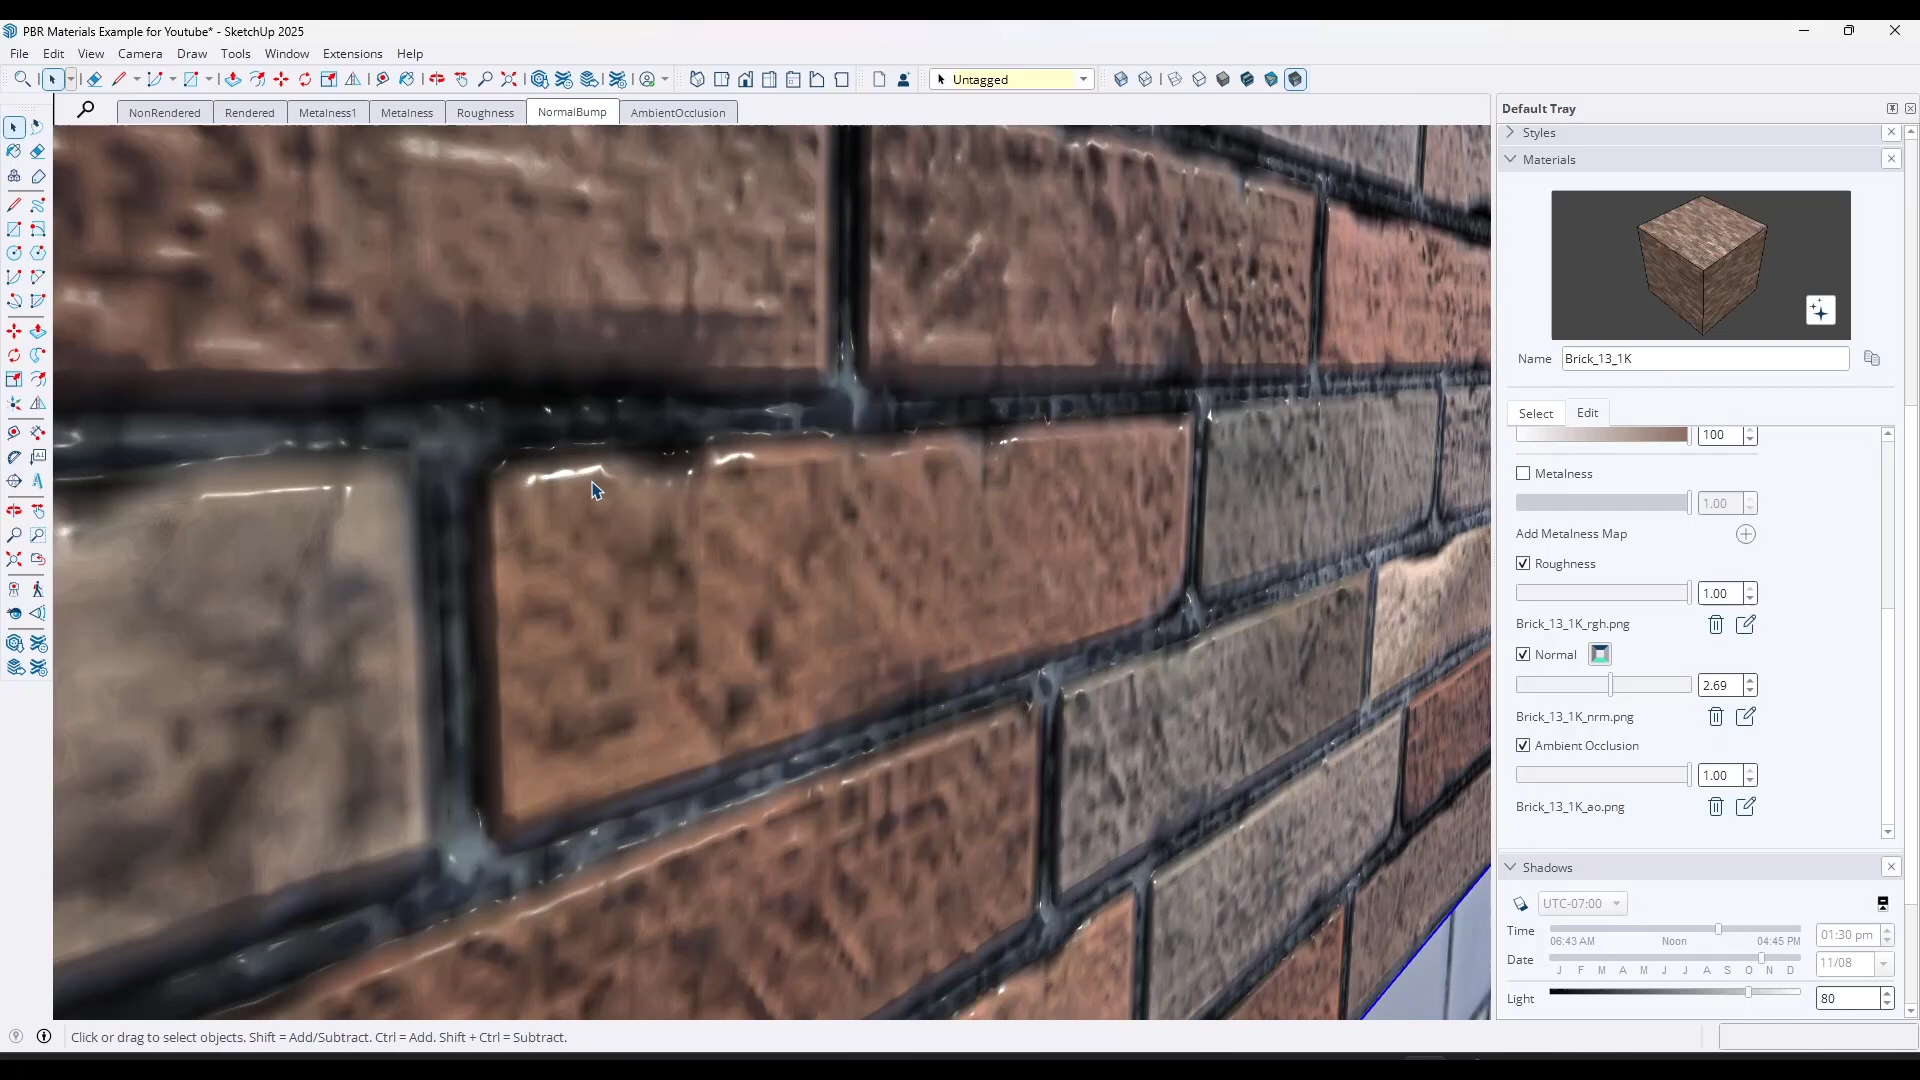 PBR Materials Example for Youtube* - SketchUp 2025
File Edit View Camera Draw Tools Window Extensions Help
Untagged
NonRendered Rendered Metalness1 Metalness Roughness NormalBump AmbientOcclusion
Default Tray
Styles
Materials
Name Brick_13_1K
Select Edit
100
Metalness
1.00
Add Metalness Map
Roughness
1.00
Brick_13_1K_rgh.png
Normal
2.69
Brick_13_1K_nrm.png
Ambient Occlusion
1.00
Brick_13_1K_ao.png
Shadows
UTC-07:00
Time 01:30 pm
06:43 AM Noon 04:45 PM
Date 11/08
J F M A M J J A S O N D
Light 80
Click or drag to select objects. Shift = Add/Subtract. Ctrl = Add. Shift + Ctrl = Subtract.